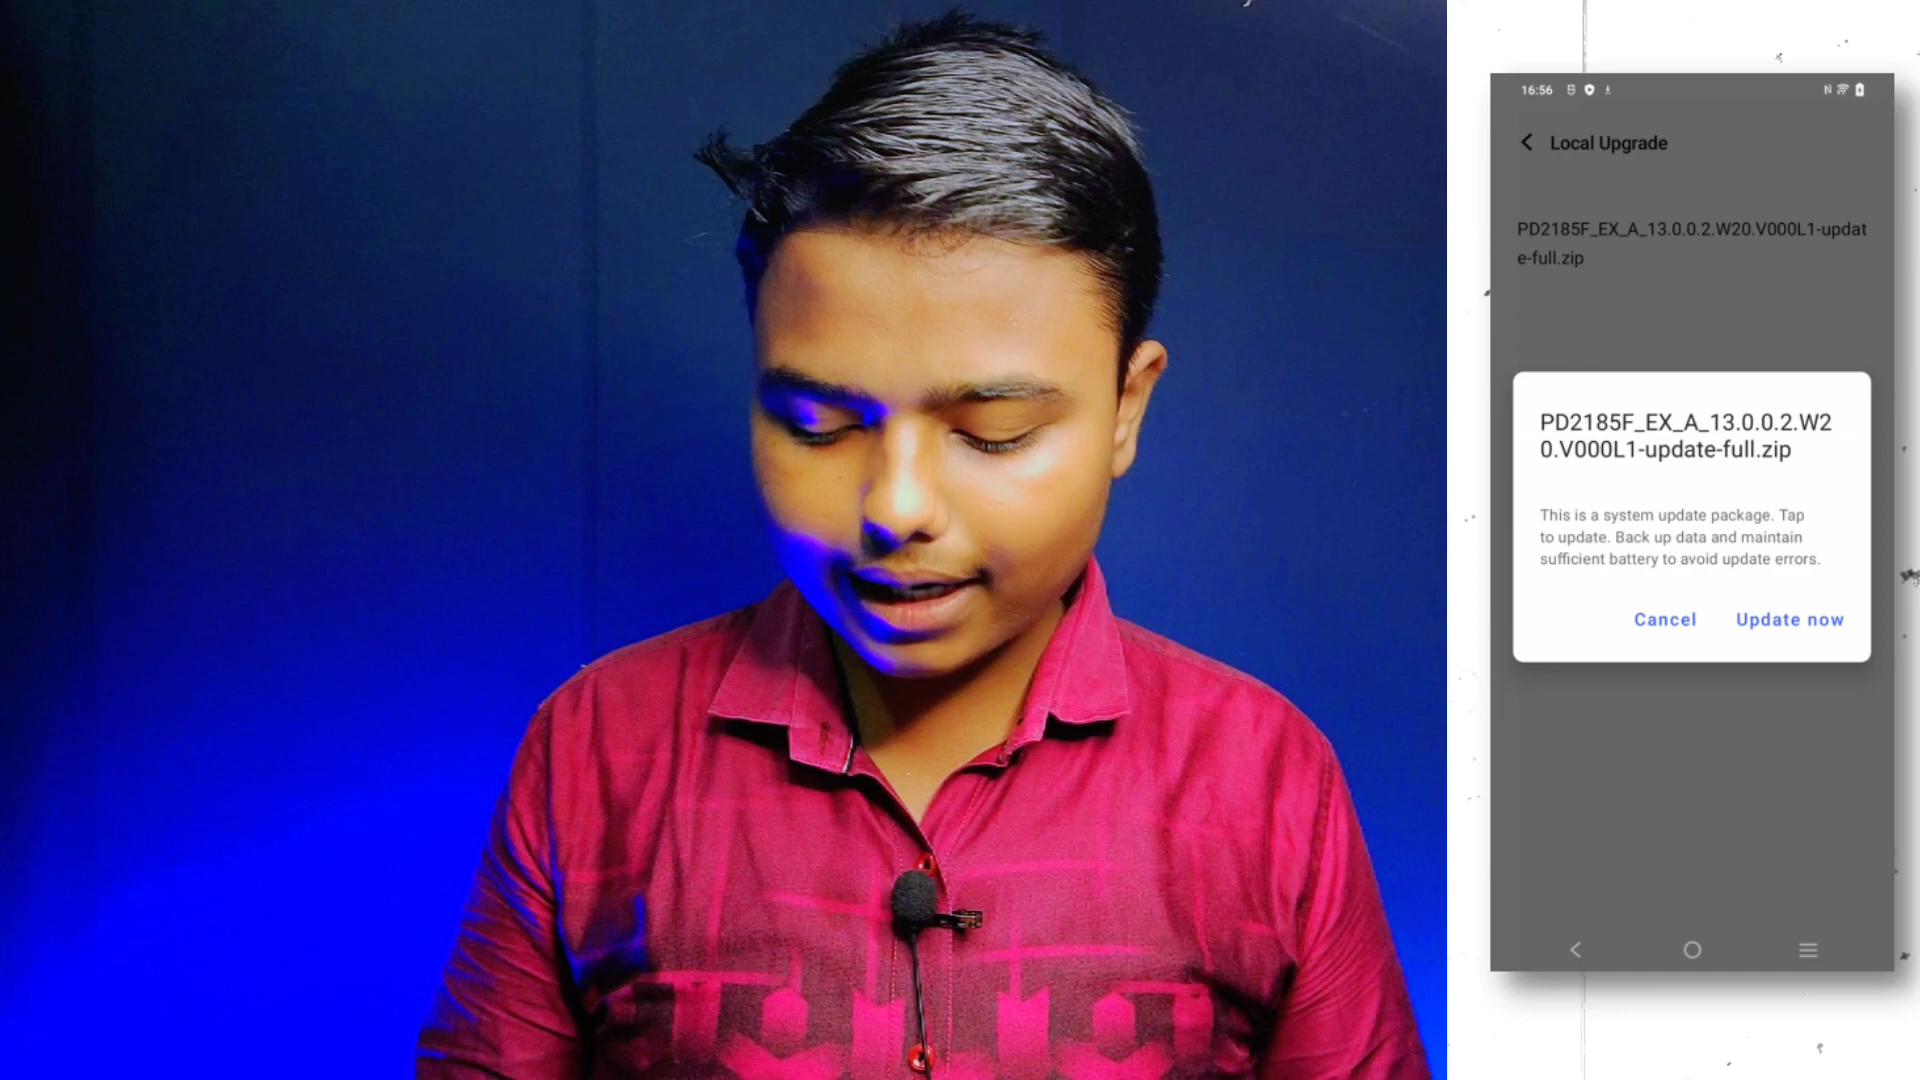 16:56
Local Upgrade
PD2185F_EX_A_13.0.0.2.W20.V000L1-updat
e-full.zip
PD2185F_EX_A_13.0.0.2.W2
0.V000L1-update-full.zip
This is a system update package. Tap
to update. Back up data and maintain
sufficient battery to avoid update errors.
Cancel Update now